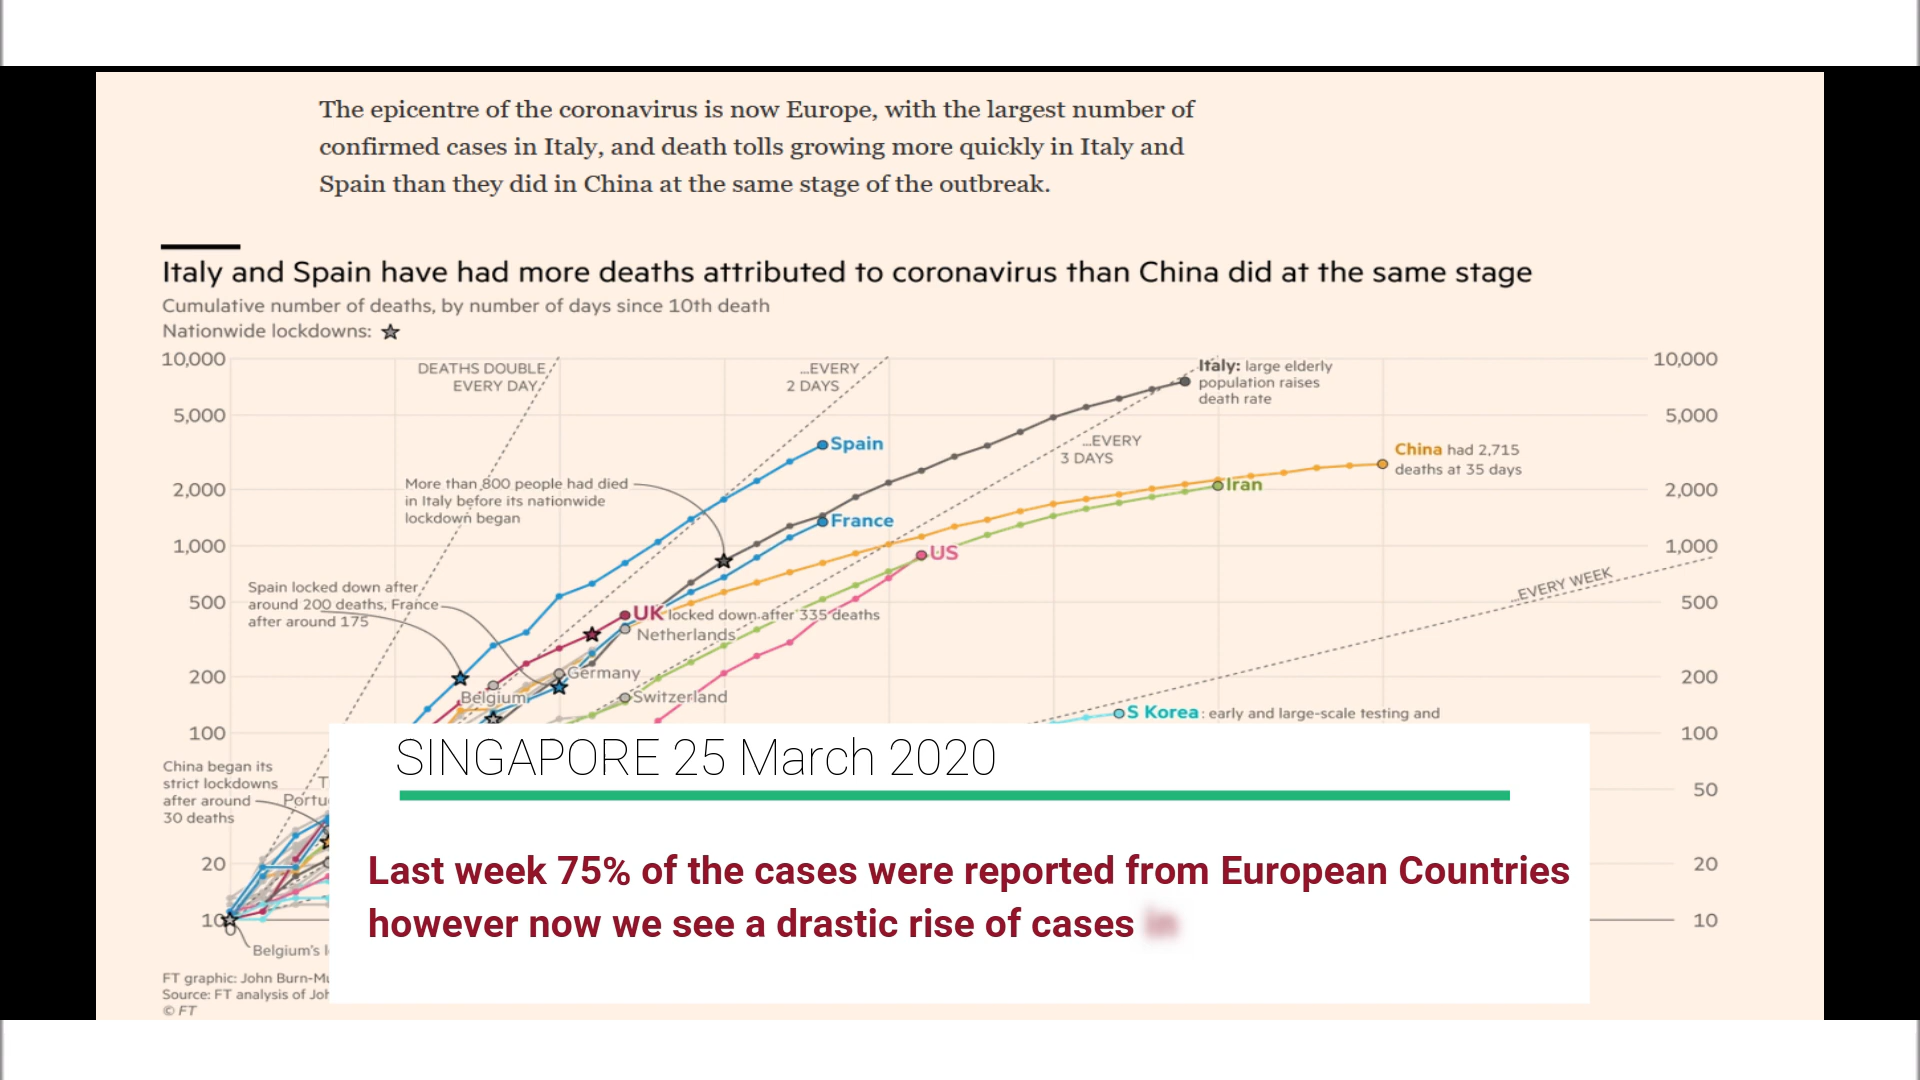 The epicentre of the coronavirus is now Europe, with the largest number of
confirmed cases in Italy, and death tolls growing more quickly in Italy and
Spain than they did in China at the same stage of the outbreak.
Italy and Spain have had more deaths attributed to coronavirus than China did at the same stage
Cumulative number of deaths, by number of days since 10th death
Nationwide lockdowns:
10,000
5,000
2,000
1,000
500
200
100
20
10
0
10,000
5,000
2,000
1,000
500
200
100
50
20
10
DEATHS DOUBLE
EVERY DAY
...EVERY
2 DAYS
Italy: large elderly
population raises
death rate
...EVERY
3 DAYS
Spain
China had 2,715
deaths at 35 days
Iran
More than 800 people had died
in Italy before its nationwide
lockdown began
France
US
...EVERY WEEK
Spain locked down after
around 200 deaths, France
after around 175
UK locked down after 335 deaths
Netherlands
Germany
Belgium
Switzerland
S Korea: early and large-scale testing and
China began its
strict lockdowns
after around
30 deaths
Belgium's
FT graphic: John
Source: FT analysis of
© FT
SINGAPORE 25 March 2020
Last week 75% of the cases were reported from European Countries
however now we see a drastic rise of cases in